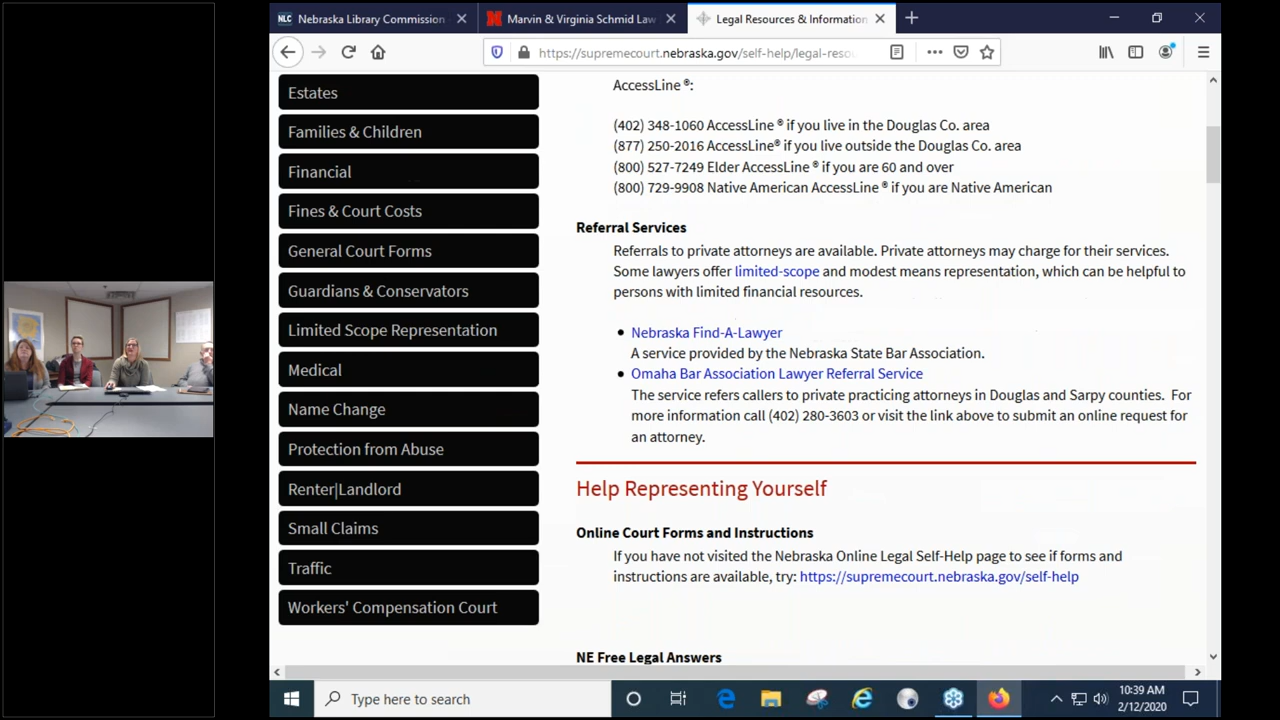 Nebraska Library Commission
Marvin & Virginia Schmid Law
Legal Resources & Information
https://supremecourt.nebraska.gov/self-help/legal-reso
Estates
Families & Children
Financial
Fines & Court Costs
General Court Forms
Guardians & Conservators
Limited Scope Representation
Medical
Name Change
Protection from Abuse
Renter|Landlord
Small Claims
Traffic
Workers' Compensation Court
AccessLine ®:
(402) 348-1060 AccessLine ® if you live in the Douglas Co. area
(877) 250-2016 AccessLine® if you live outside the Douglas Co. area
(800) 527-7249 Elder AccessLine ® if you are 60 and over
(800) 729-9908 Native American AccessLine ® if you are Native American
Referral Services
Referrals to private attorneys are available. Private attorneys may charge for their services.
Some lawyers offer limited-scope and modest means representation, which can be helpful to
persons with limited financial resources.
• Nebraska Find-A-Lawyer
A service provided by the Nebraska State Bar Association.
• Omaha Bar Association Lawyer Referral Service
The service refers callers to private practicing attorneys in Douglas and Sarpy counties. For
more information call (402) 280-3603 or visit the link above to submit an online request for
an attorney.
Help Representing Yourself
Online Court Forms and Instructions
If you have not visited the Nebraska Online Legal Self-Help page to see if forms and
instructions are available, try: https://supremecourt.nebraska.gov/self-help
NE Free Legal Answers
Type here to search
10:39 AM
2/12/2020